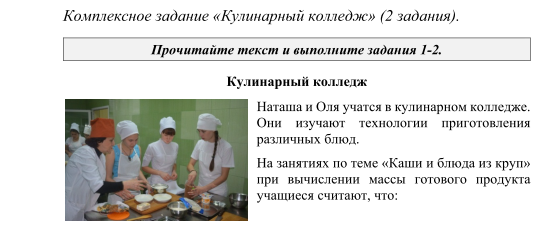 Комплексное задание «Кулинарный колледж» (2 задания).
Прочитайте текст и выполните задания 1-2.
Кулинарный колледж
Наташа и Оля учатся в кулинарном колледже.
Они изучают технологии приготовления
различных блюд.
На занятиях по теме «Каши и блюда из круп»
при вычислении массы готового продукта
учащиеся считают, что: